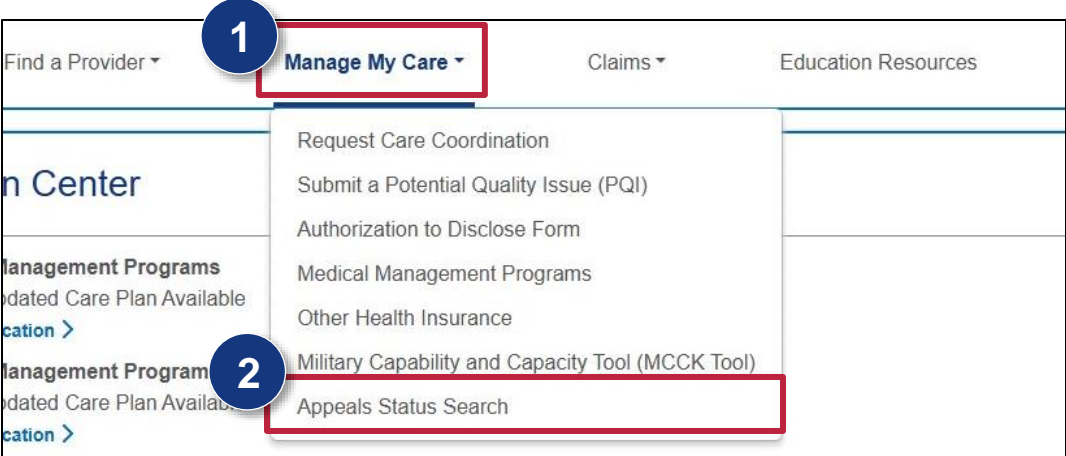 1
Find a Provider
Manage My Care
Claims
Education Resources
Request Care Coordination
n Center
Submit a Potential Quality Issue (PQI)
Authorization to Disclose Form
Management Programs
Medical Management Programs
pdated Care Plan Available
Other Health Insurance
cation >
Military Capability and Capacity Tool (MCCK Tool)
Management Program
2
pdated Care Plan Availab
Appeals Status Search
cation >